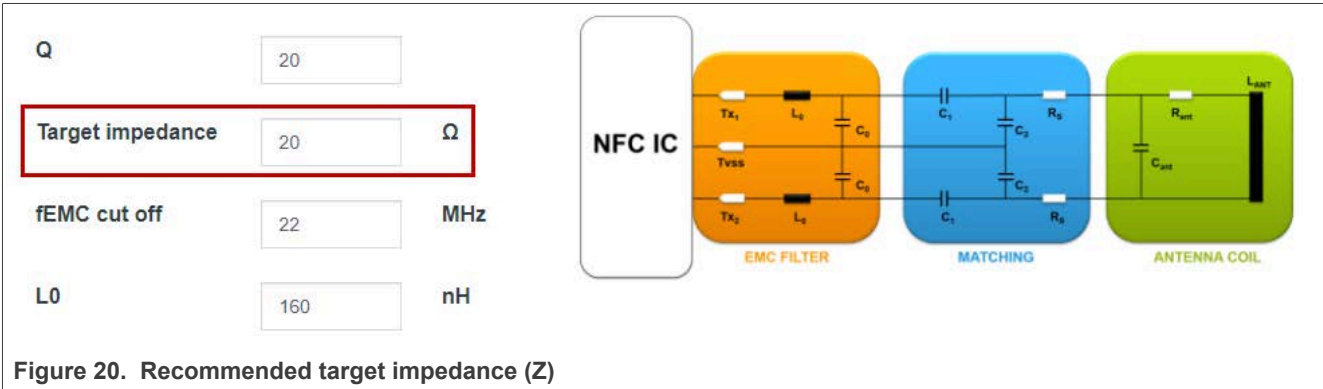 Q
20
Target impedance
20
Ω
fEMC cut off
22
MHz
L0
160
nH
NFC IC
Tx1
L0
C0
Tvss
C0
Tx2
L0
EMC FILTER
C1
C2
RS
C2
C1
RS
MATCHING
LANT
Rant
Cant
ANTENNA COIL
Figure 20. Recommended target impedance (Z)